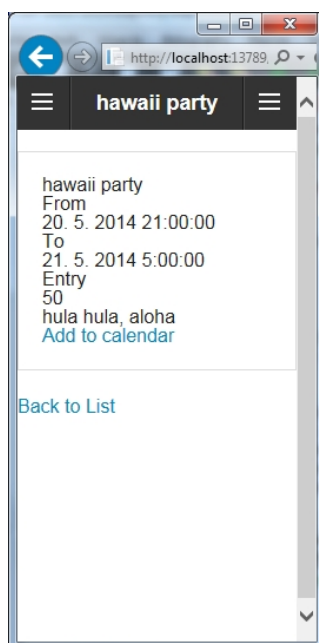 http://localhost:13789,
hawaii party
hawaii party
From
20. 5. 2014 21:00:00
To
21. 5. 2014 5:00:00
Entry
50
hula hula, aloha
Add to calendar
Back to List